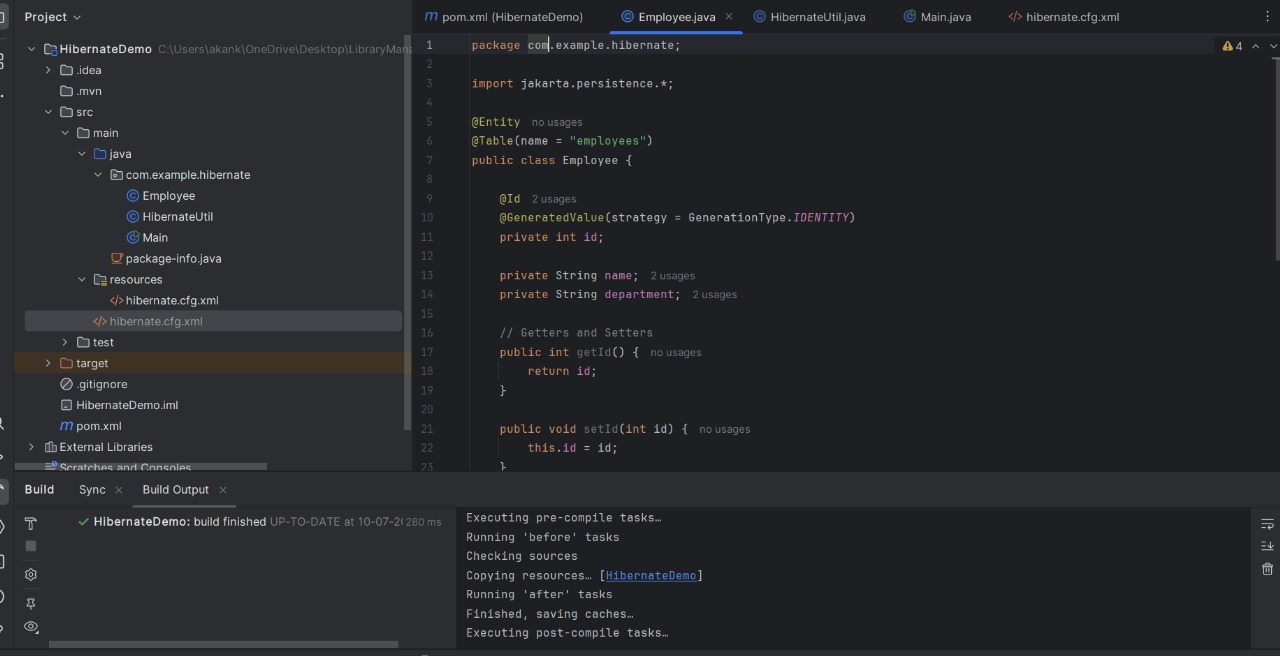 Project
pom.xml (HibernateDemo) Employee.java HibernateUtil.java Main.java hibernate.cfg.xml
HibernateDemo C:\Users\akank\OneDrive\Desktop\LibraryMana
.idea
.mvn
src
main
java
com.example.hibernate
Employee
HibernateUtil
Main
package-info.java
resources
hibernate.cfg.xml
hibernate.cfg.xml
test
target
.gitignore
HibernateDemo.iml
pom.xml
External Libraries
Scratches and Consoles
4
1 package com.example.hibernate;
2
3 import jakarta.persistence.*;
4
5 @Entity no usages
6 @Table(name = "employees")
7 public class Employee {
8
9 @Id 2 usages
10 @GeneratedValue(strategy = GenerationType.IDENTITY)
11 private int id;
12
13 private String name; 2 usages
14 private String department; 2 usages
15
16 // Getters and Setters
17 public int getId() { no usages
18 return id;
19 }
20
21 public void setId(int id) { no usages
22 this.id = id;
23 }
Build Sync Build Output
HibernateDemo: build finished UP-TO-DATE at 10-07-2 280 ms
Executing pre-compile tasks…
Running 'before' tasks
Checking sources
Copying resources… [HibernateDemo]
Running 'after' tasks
Finished, saving caches…
Executing post-compile tasks…